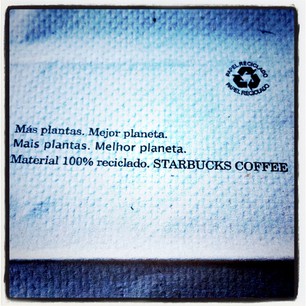 PAPEL RECICLADO
PAPEL RECICLADO
Más plantas. Mejor planeta.
Mais plantas. Melhor planeta.
Material 100% reciclado. STARBUCKS COFFEE